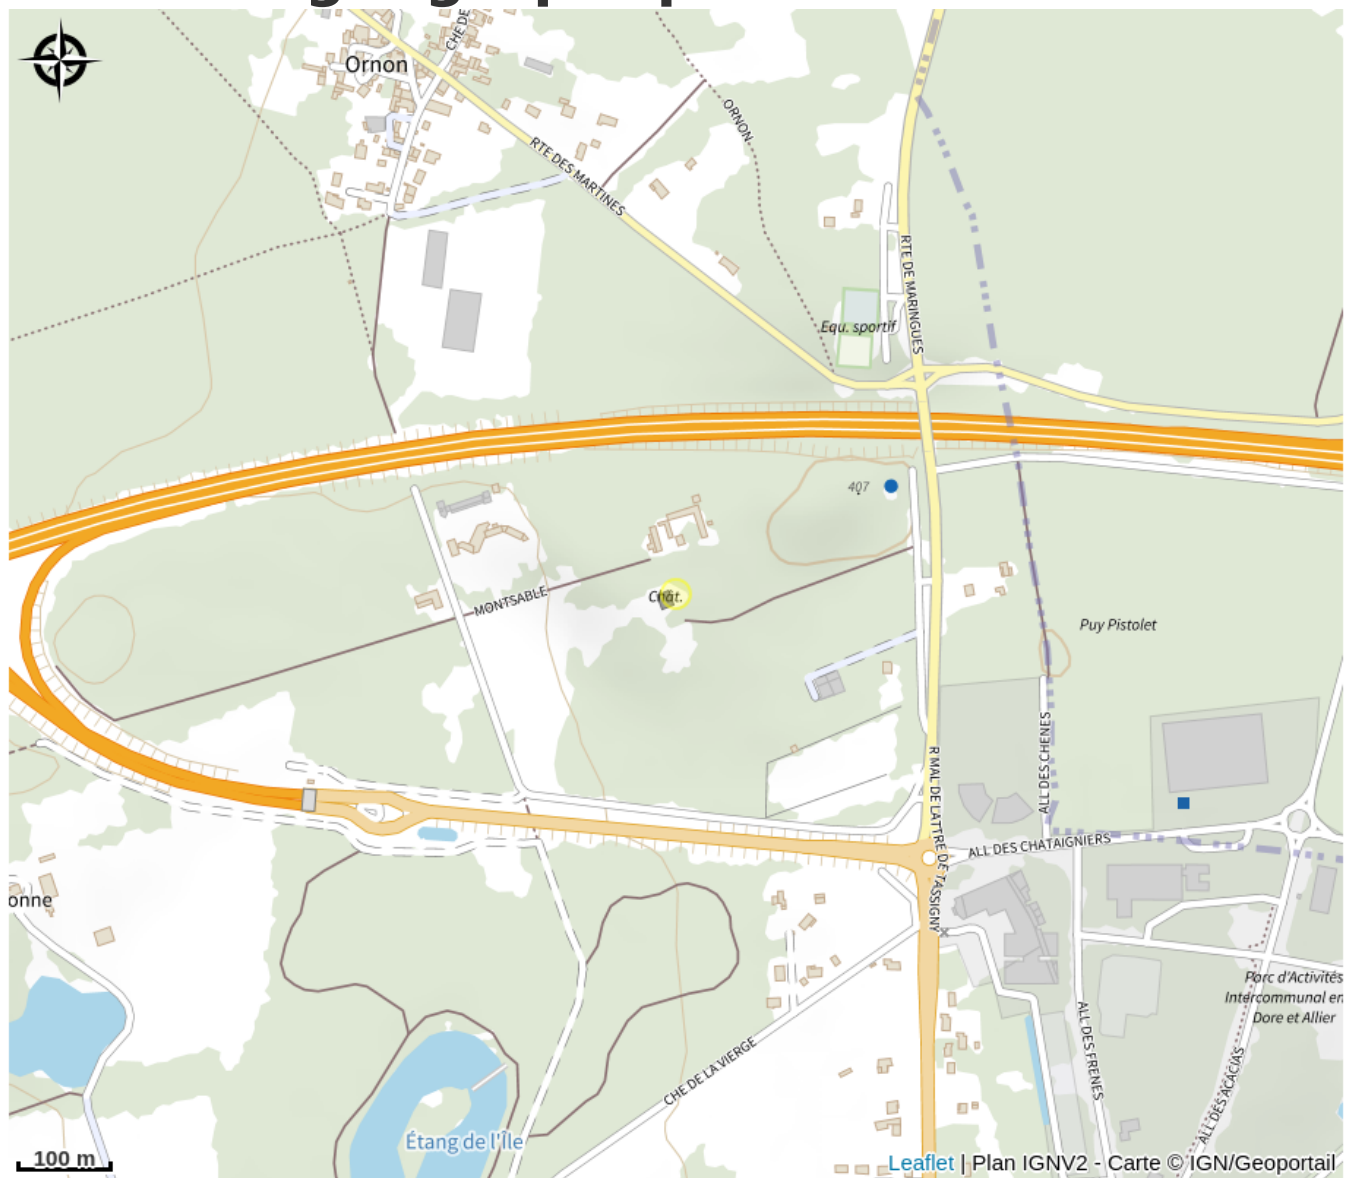 Ornon
CHE DE
ORNON
RTE DES MARTINES
RTE DE MARINGUES
Equ. sportif
407
MONTSABLE
Chât.
Puy Pistolet
ALL DES CHENES
R MAL DE LATTRE DE TASSIGNY
ALL DES CHATAIGNIERS
onne
Parc d'Activités
Intercommunal en
Dore et Allier
ALL DES FRENES
ALL DES ACACIAS
CHE DE LA VIERGE
Étang de l'Île
100 m
Leaflet | Plan IGNV2 - Carte © IGN/Geoportail